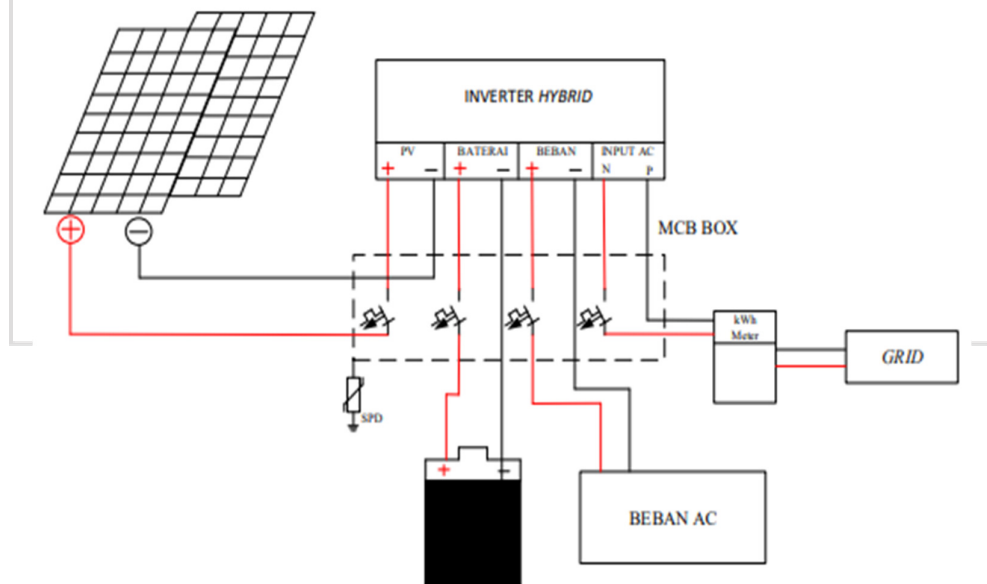 INVERTER HYBRID
PV BATERAI BEBAN INPUT AC
+ − + − + − N P
MCB BOX
+ −
kWh
Meter
GRID
SPD
+ −
BEBAN AC